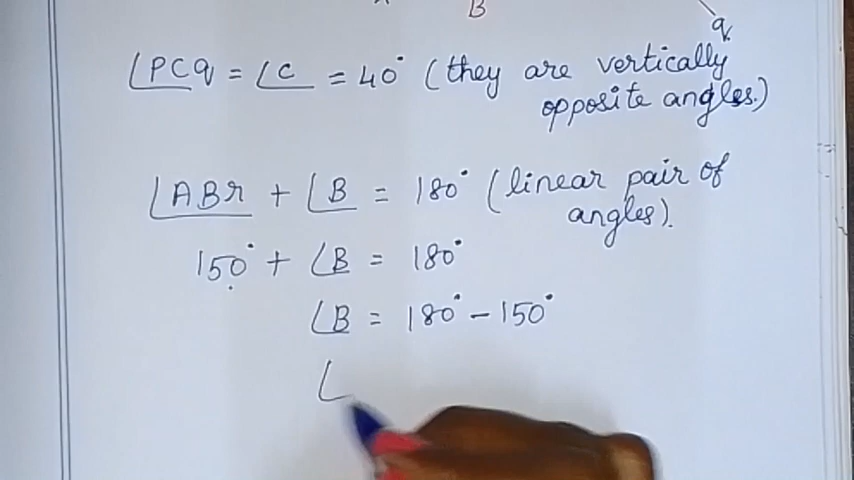 B
q
∠PCq = ∠C = 40° (they are vertically
opposite angles.)
∠ABr + ∠B = 180° (linear pair of
angles).
150° + ∠B = 180°
∠B = 180° - 150°
∠